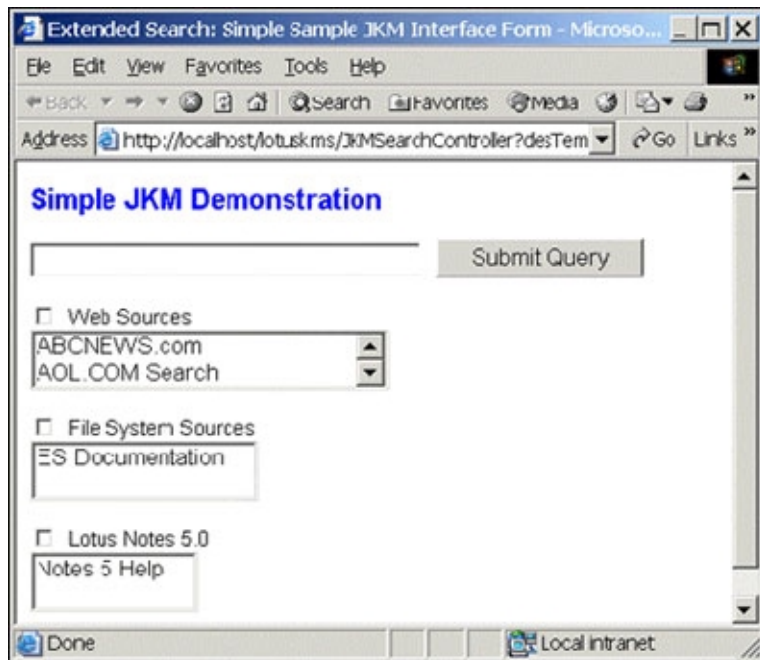 Extended Search: Simple Sample JKM Interface Form - Microso...
File Edit View Favorites Tools Help
Back Search Favorites Media »
Address http://localhost/lotuskms/JKMSearchController?desTem Go Links »
Simple JKM Demonstration
Submit Query
Web Sources
ABCNEWS.com
AOL.COM Search
File System Sources
ES Documentation
Lotus Notes 5.0
Notes 5 Help
Done Local intranet